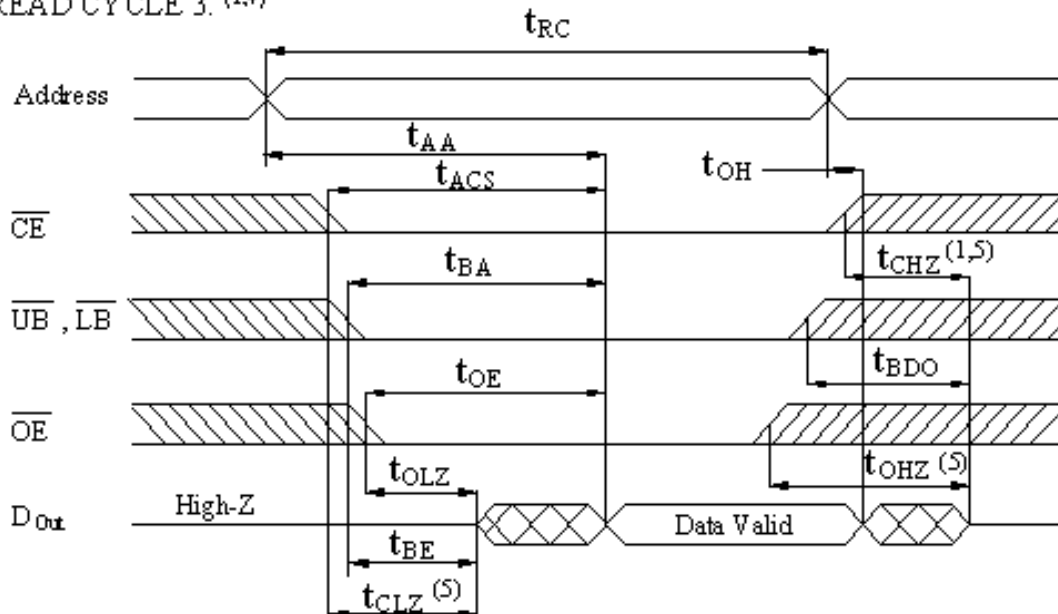 READ CYCLE 3.
tRC
Address
tAA
tOH
tACS
CE
tCHZ (1,5)
tBA
UB , LB
tBDO
tOE
OE
tOHZ (5)
tOLZ
High-Z
DOut
Data Valid
tBE
tCLZ (5)